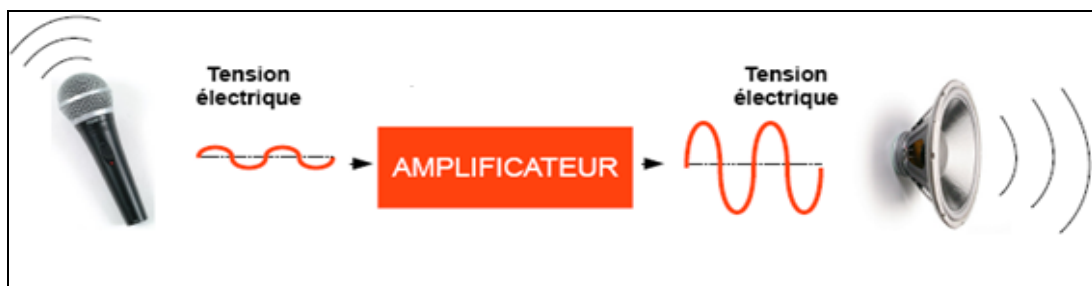 Tension
électrique
AMPLIFICATEUR
Tension
électrique